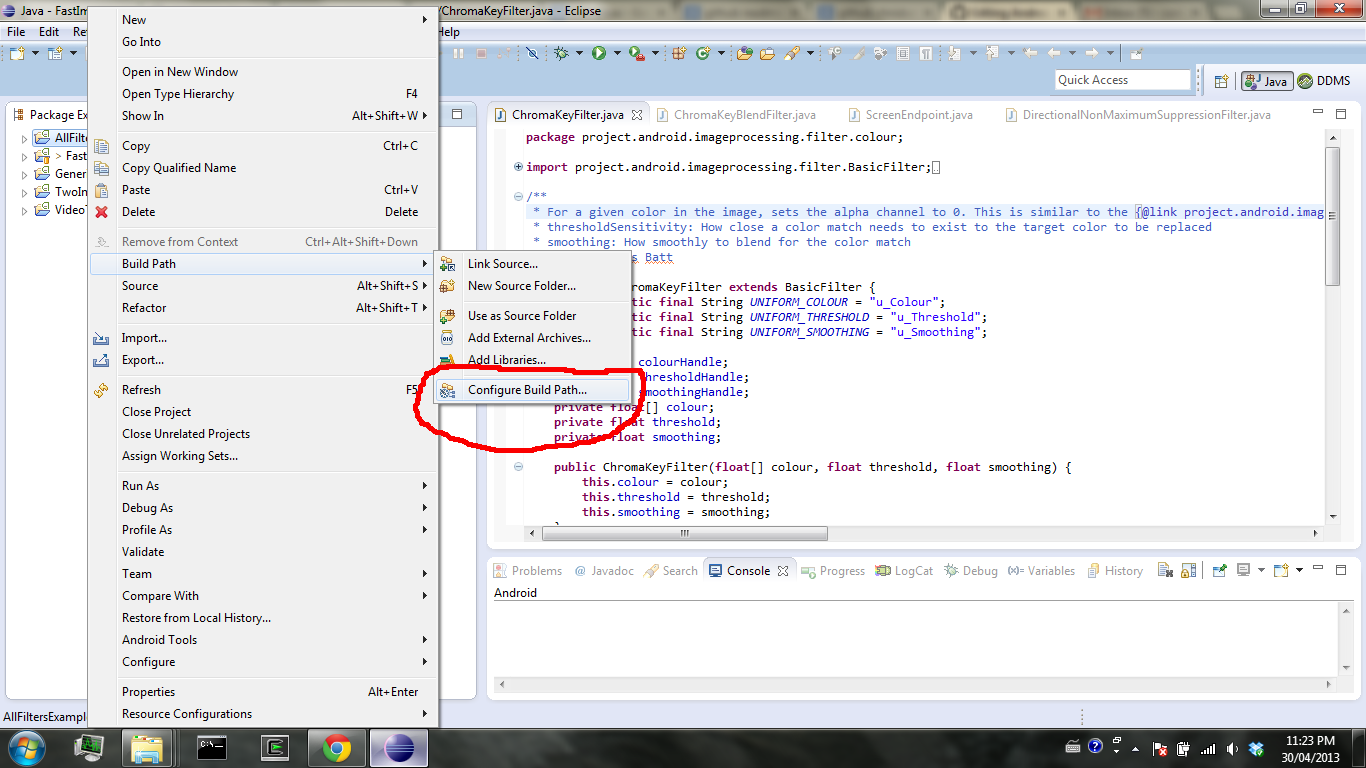 Java - FastIm
/ChromaKeyFilter.java - Eclipse
File Edit Re
Help
Quick Access
Java
DDMS
Package Ex
AllFilte
> Fast
Gener
TwoIn
VideoT
New
Go Into
Open in New Window
Open Type Hierarchy F4
Show In Alt+Shift+W
Copy Ctrl+C
Copy Qualified Name
Paste Ctrl+V
Delete Delete
Remove from Context Ctrl+Alt+Shift+Down
Build Path
Source Alt+Shift+S
Refactor Alt+Shift+T
Import...
Export...
Refresh F5
Close Project
Close Unrelated Projects
Assign Working Sets...
Run As
Debug As
Profile As
Validate
Team
Compare With
Restore from Local History...
Android Tools
Configure
Properties Alt+Enter
Resource Configurations
Link Source...
New Source Folder...
Use as Source Folder
Add External Archives...
Add Libraries...
Configure Build Path...
ChromaKeyFilter.java
ChromaKeyBlendFilter.java
ScreenEndpoint.java
DirectionalNonMaximumSuppressionFilter.java
package project.android.imageprocessing.filter.colour;
import project.android.imageprocessing.filter.BasicFilter;
/**
* For a given color in the image, sets the alpha channel to 0. This is similar to the {@link project.android.imag
* thresholdSensitivity: How close a color match needs to exist to the target color to be replaced
* smoothing: How smoothly to blend for the color match
s Batt
romaKeyFilter extends BasicFilter {
tic final String UNIFORM_COLOUR = "u_Colour";
tic final String UNIFORM_THRESHOLD = "u_Threshold";
tic final String UNIFORM_SMOOTHING = "u_Smoothing";
colourHandle;
thresholdHandle;
smoothingHandle;
private float[] colour;
private float threshold;
private float smoothing;
public ChromaKeyFilter(float[] colour, float threshold, float smoothing) {
this.colour = colour;
this.threshold = threshold;
this.smoothing = smoothing;
}
Problems
@ Javadoc
Search
Console
Progress
LogCat
Debug
(x)= Variables
History
Android
AllFiltersExampl
11:23 PM
30/04/2013